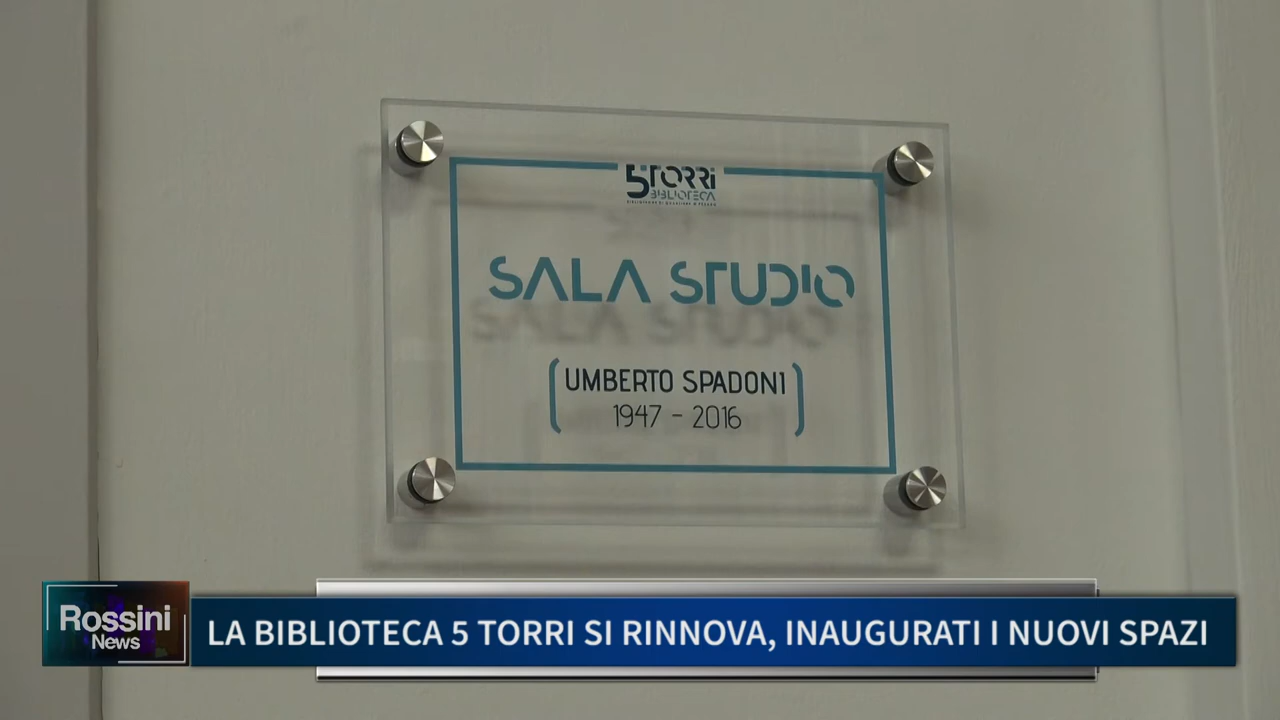 5TORRi
BIBLIOTECA
SALA STUDIO
UMBERTO SPADONI
1947 - 2016
Rossini
News
LA BIBLIOTECA 5 TORRI SI RINNOVA, INAUGURATI I NUOVI SPAZI